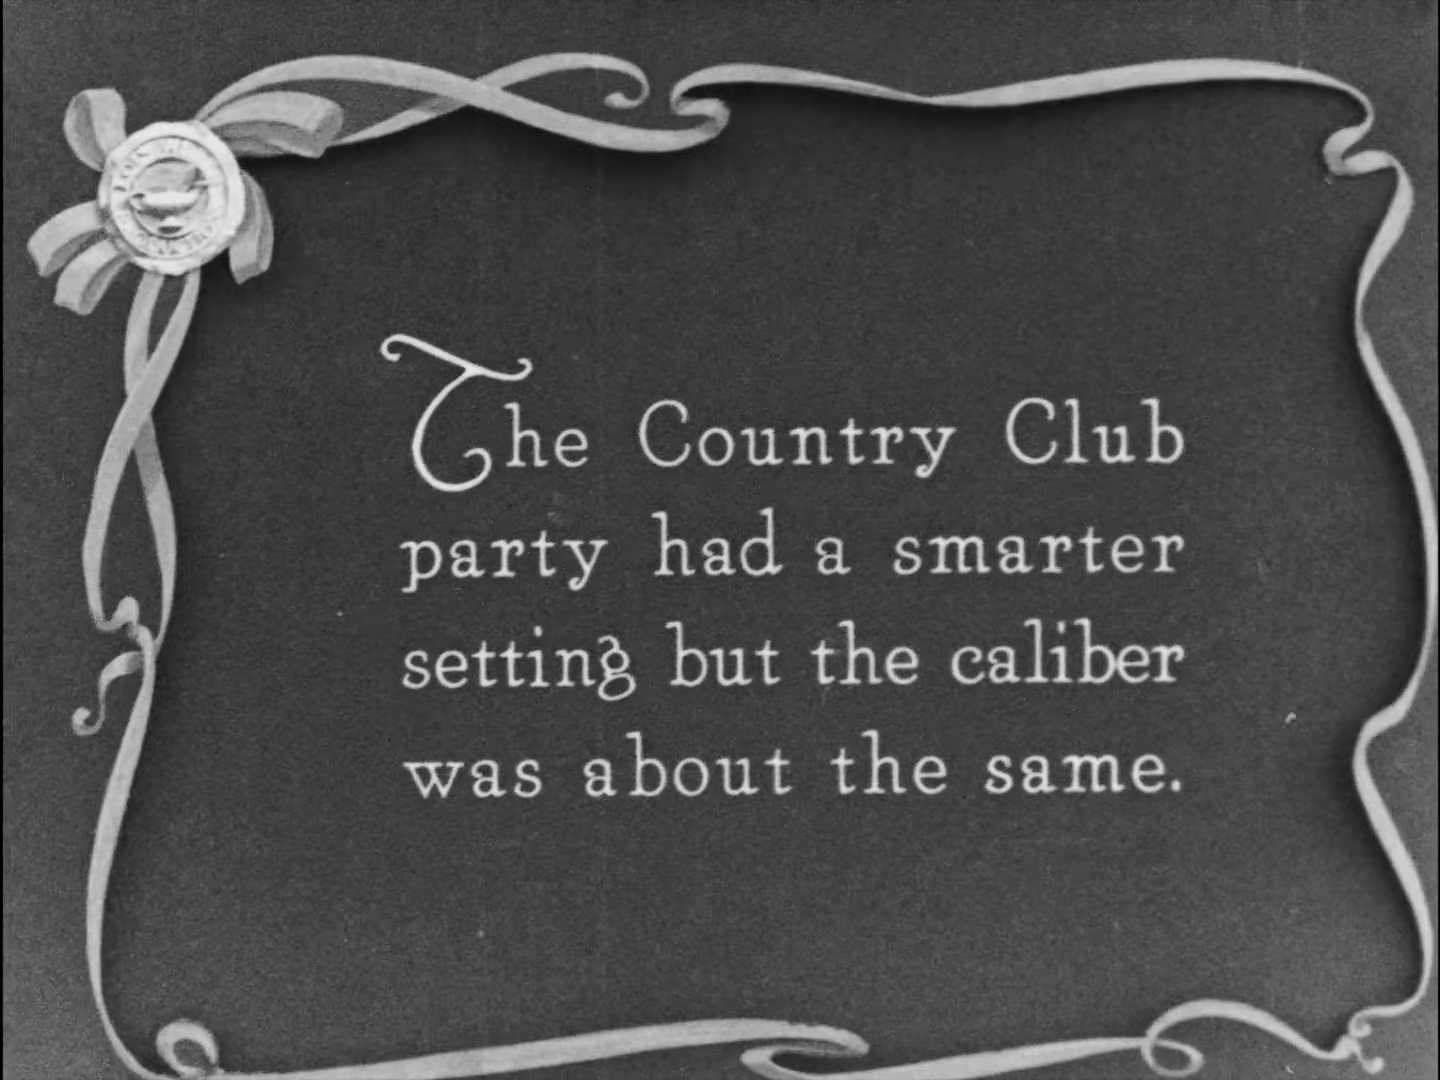 The Country Club
party had a smarter
setting but the caliber
was about the same.